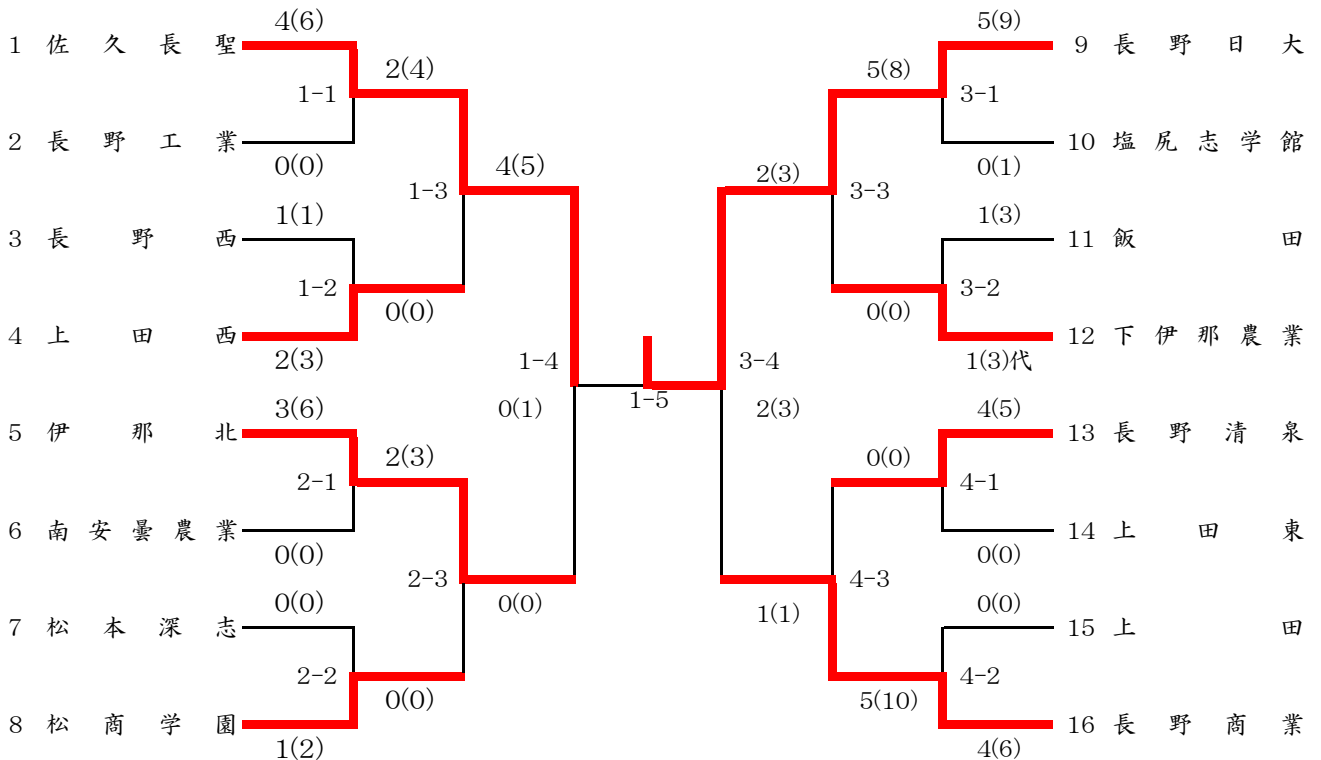 4(6)
1 佐久長聖
2(4)
1-1
2 長野工業
0(0)
4(5)
1-3
1(1)
3 長野西
1-2
0(0)
4 上田西
2(3)
1-4
0(1)
3(6)
5 伊那北
2(3)
2-1
6 南安曇農業
0(0)
2-3
0(0)
0(0)
7 松本深志
2-2
0(0)
8 松商学園
1(2)
1-5
5(9)
9 長野日大
5(8)
3-1
10 塩尻志学館
0(1)
2(3)
3-3
1(3)
11 飯田
3-2
0(0)
12 下伊那農業
1(3)代
3-4
2(3)
4(5)
13 長野清泉
0(0)
4-1
14 上田東
0(0)
4-3
1(1)
0(0)
15 上田
4-2
5(10)
16 長野商業
4(6)